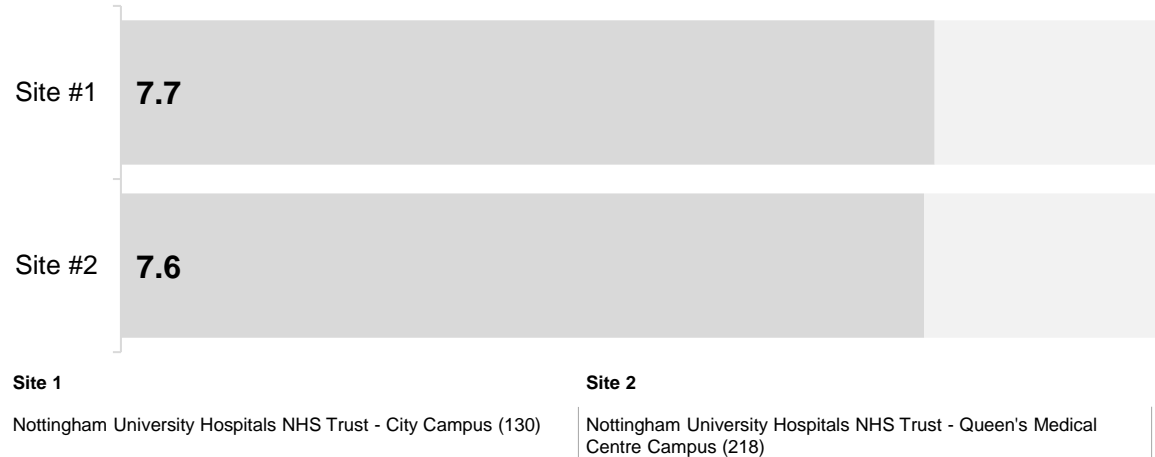 Site #1
7.7
Site #2
7.6
Site 1
Nottingham University Hospitals NHS Trust - City Campus (130)
Site 2
Nottingham University Hospitals NHS Trust - Queen's Medical
Centre Campus (218)